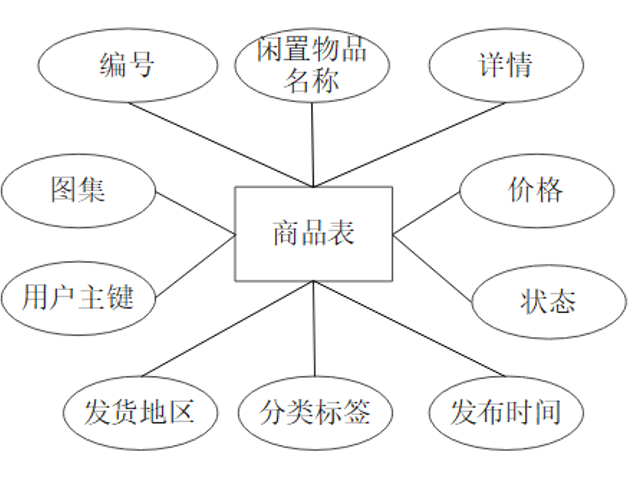 编号
闲置物品
名称
详情
图集
价格
商品表
用户主键
状态
发货地区
分类标签
发布时间